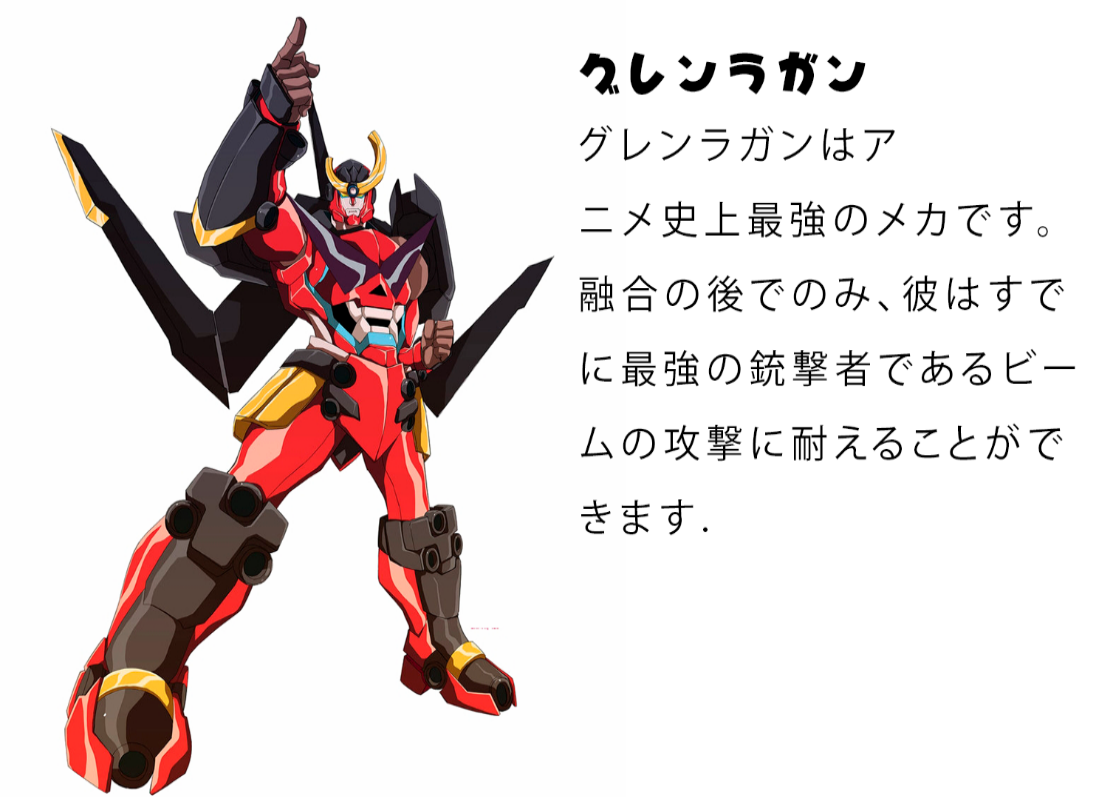 グレンラガン
グレンラガンはア
ニメ史上最強のメカです。
融合の後でのみ、彼はすで
に最強の銃撃者であるビー
ムの攻撃に耐えることがで
きます.